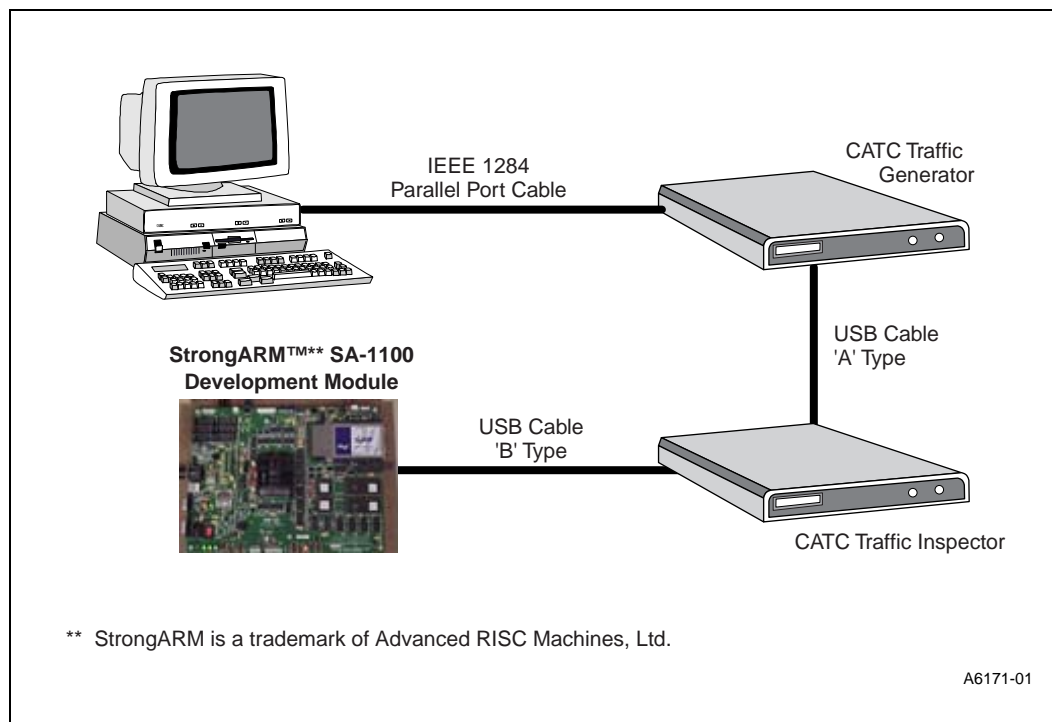 IEEE 1284
Parallel Port Cable
CATC Traffic
Generator
USB Cable
'A' Type
StrongARM™** SA-1100
Development Module
USB Cable
'B' Type
CATC Traffic Inspector
** StrongARM is a trademark of Advanced RISC Machines, Ltd.
A6171-01